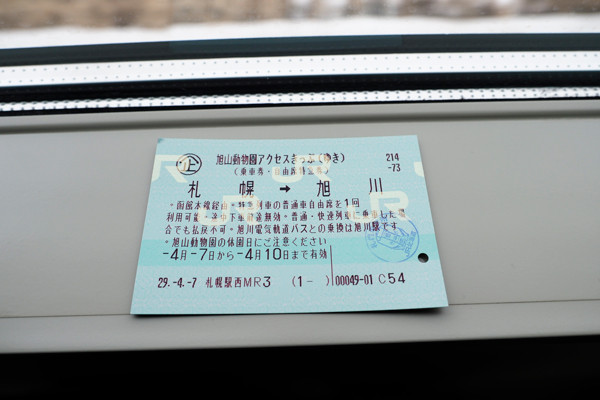 企 旭山動物園アクセスきっぷ(ゆき) 214
(乗車券・自由席特急券) -73
札幌 → 旭川
・函館本線経由・特急列車の普通車自由席を1回
利用可能・途中下車前途無効・普通・快速列車に乗車した場
合でも払戻不可・旭川電気軌道バスとの乗換は旭川駅です。
・旭山動物園の休園日にご注意ください
-4月-7日から-4月10日まで有効
29.-4.-7 札幌駅西MR3 (1- ) 00049-01 C54
JR